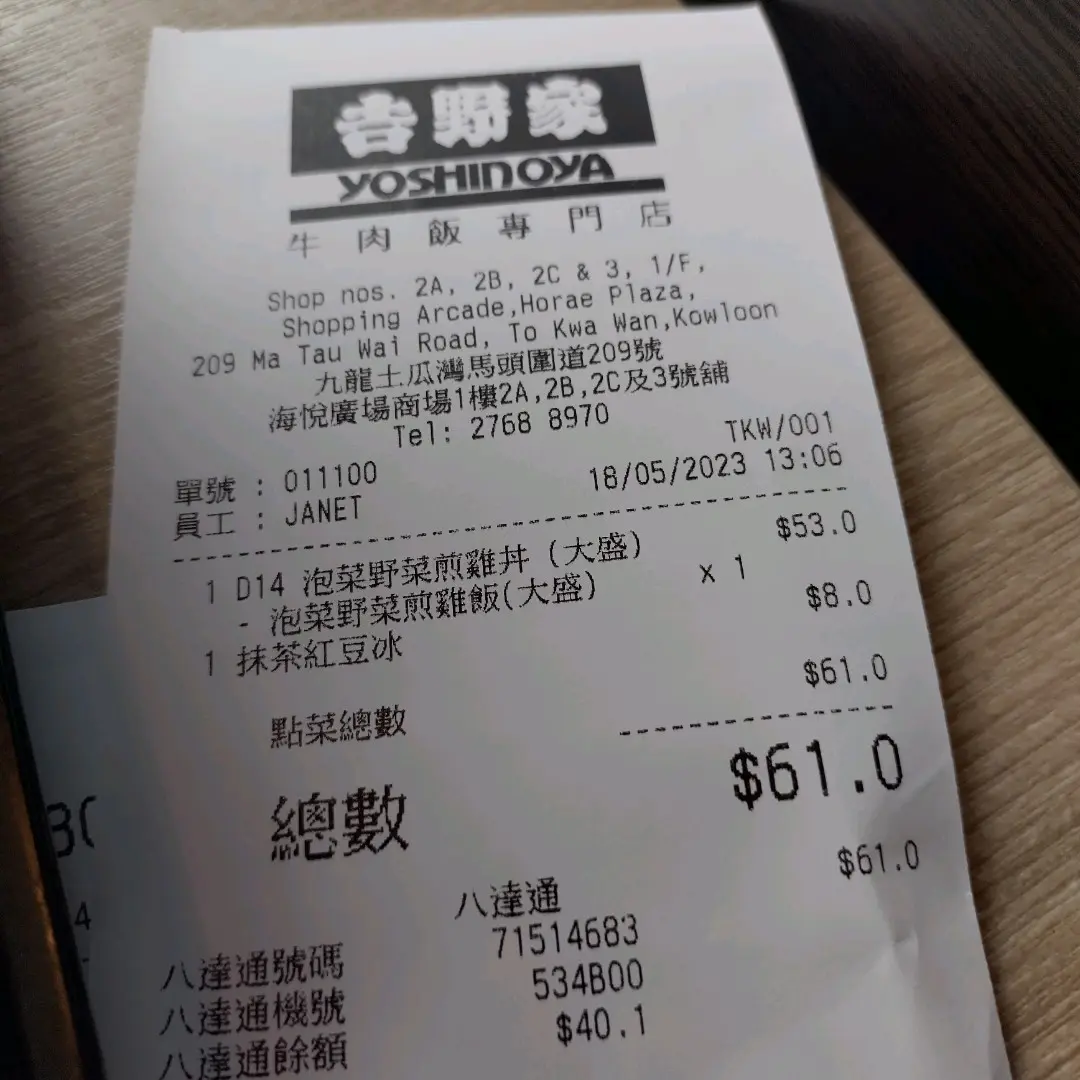 吉野家
YOSHINOYA
牛肉飯專門店
Shop nos. 2A, 2B, 2C & 3, 1/F,
Shopping Arcade,Horae Plaza,
209 Ma Tau Wai Road, To Kwa Wan,Kowloon
九龍土瓜灣馬頭圍道209號
海悅廣場商場1樓2A,2B,2C及3號舖
Tel: 2768 8970
TKW/001
單號 : 011100 18/05/2023 13:06
員工 : JANET
1 D14 泡菜野菜煎雞丼 (大盛) $53.0
- 泡菜野菜煎雞飯(大盛) x 1
1 抹茶紅豆冰 $8.0
點菜總數 $61.0
總數 $61.0
八達通 $61.0
八達通號碼 71514683
八達通機號 534B00
八達通餘額 $40.1